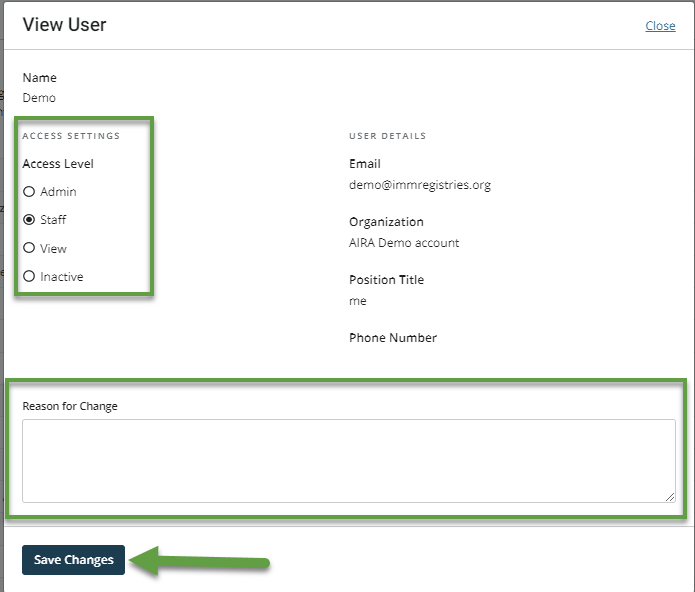 View User
Close
Name
Demo
ACCESS SETTINGS
Access Level
Admin
Staff
View
Inactive
USER DETAILS
Email
demo@immregistries.org
Organization
AIRA Demo account
Position Title
me
Phone Number
Reason for Change
Save Changes